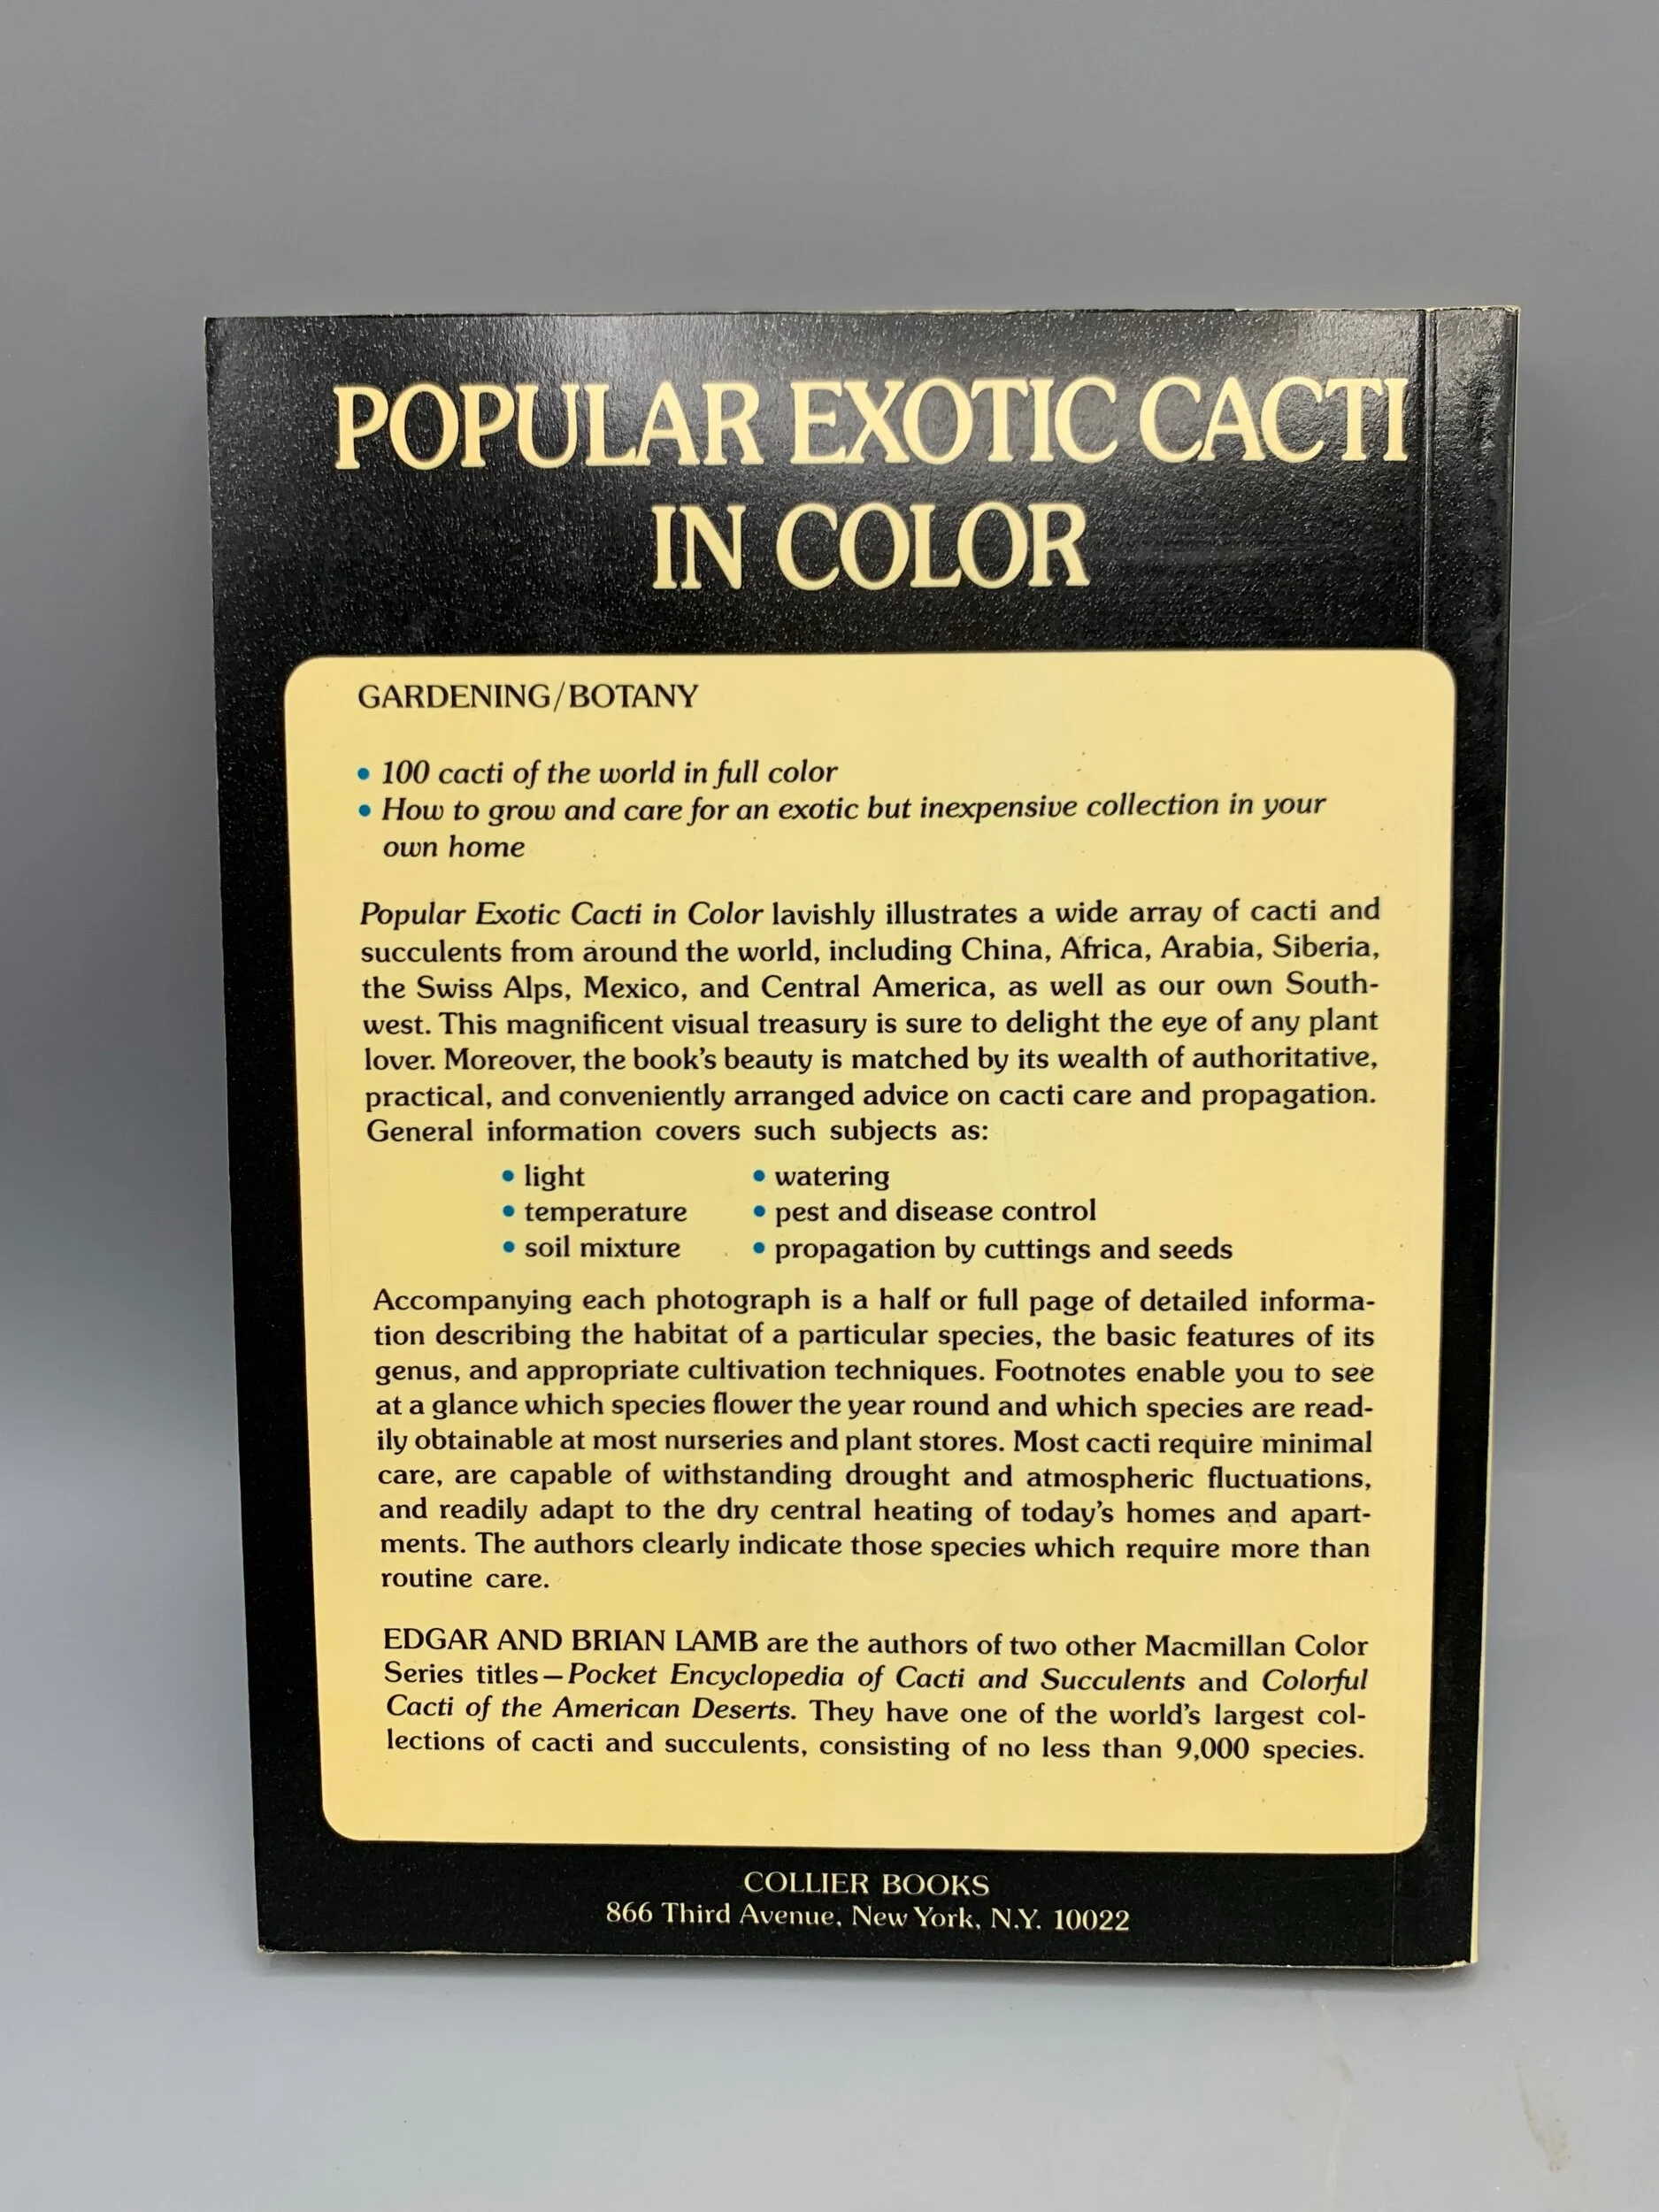 POPULAR EXOTIC CACTI
IN COLOR
GARDENING/BOTANY
• 100 cacti of the world in full color
• How to grow and care for an exotic but inexpensive collection in your
own home
Popular Exotic Cacti in Color lavishly illustrates a wide array of cacti and
succulents from around the world, including China, Africa, Arabia, Siberia,
the Swiss Alps, Mexico, and Central America, as well as our own South-
west. This magnificent visual treasury is sure to delight the eye of any plant
lover. Moreover, the book's beauty is matched by its wealth of authoritative,
practical, and conveniently arranged advice on cacti care and propagation.
General information covers such subjects as:
• light • watering
• temperature • pest and disease control
• soil mixture • propagation by cuttings and seeds
Accompanying each photograph is a half or full page of detailed informa-
tion describing the habitat of a particular species, the basic features of its
genus, and appropriate cultivation techniques. Footnotes enable you to see
at a glance which species flower the year round and which species are read-
ily obtainable at most nurseries and plant stores. Most cacti require minimal
care, are capable of withstanding drought and atmospheric fluctuations,
and readily adapt to the dry central heating of today's homes and apart-
ments. The authors clearly indicate those species which require more than
routine care.
EDGAR AND BRIAN LAMB are the authors of two other Macmillan Color
Series titles—Pocket Encyclopedia of Cacti and Succulents and Colorful
Cacti of the American Deserts. They have one of the world's largest col-
lections of cacti and succulents, consisting of no less than 9,000 species.
COLLIER BOOKS
866 Third Avenue, New York, N.Y. 10022